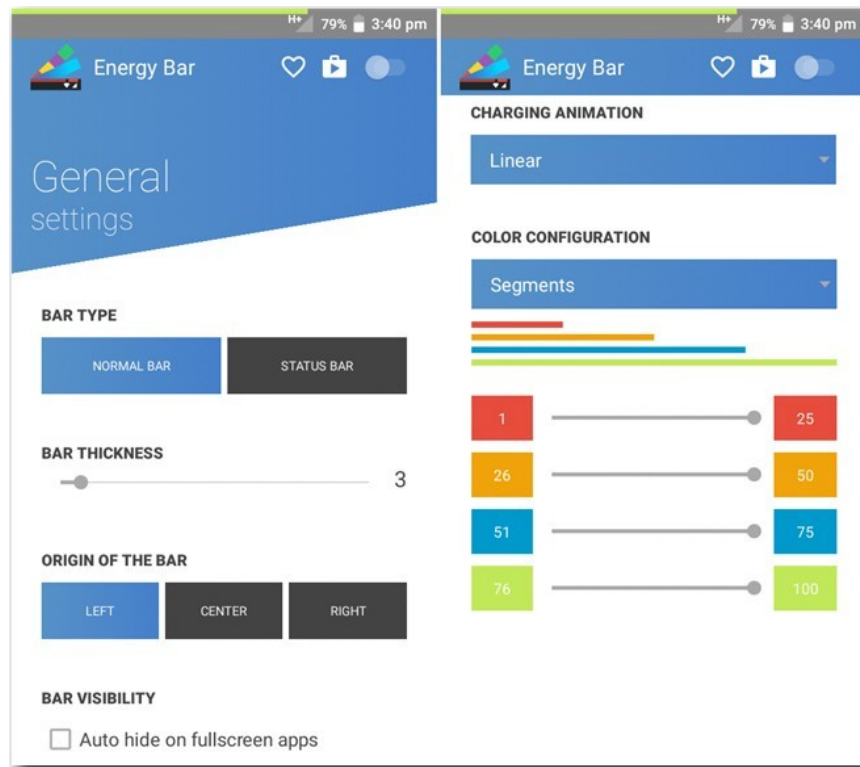 H+ 79% 3:40 pm
Energy Bar
General
settings
BAR TYPE
NORMAL BAR STATUS BAR
BAR THICKNESS
3
ORIGIN OF THE BAR
LEFT CENTER RIGHT
BAR VISIBILITY
Auto hide on fullscreen apps
H+ 79% 3:40 pm
Energy Bar
CHARGING ANIMATION
Linear
COLOR CONFIGURATION
Segments
1 25
26 50
51 75
76 100